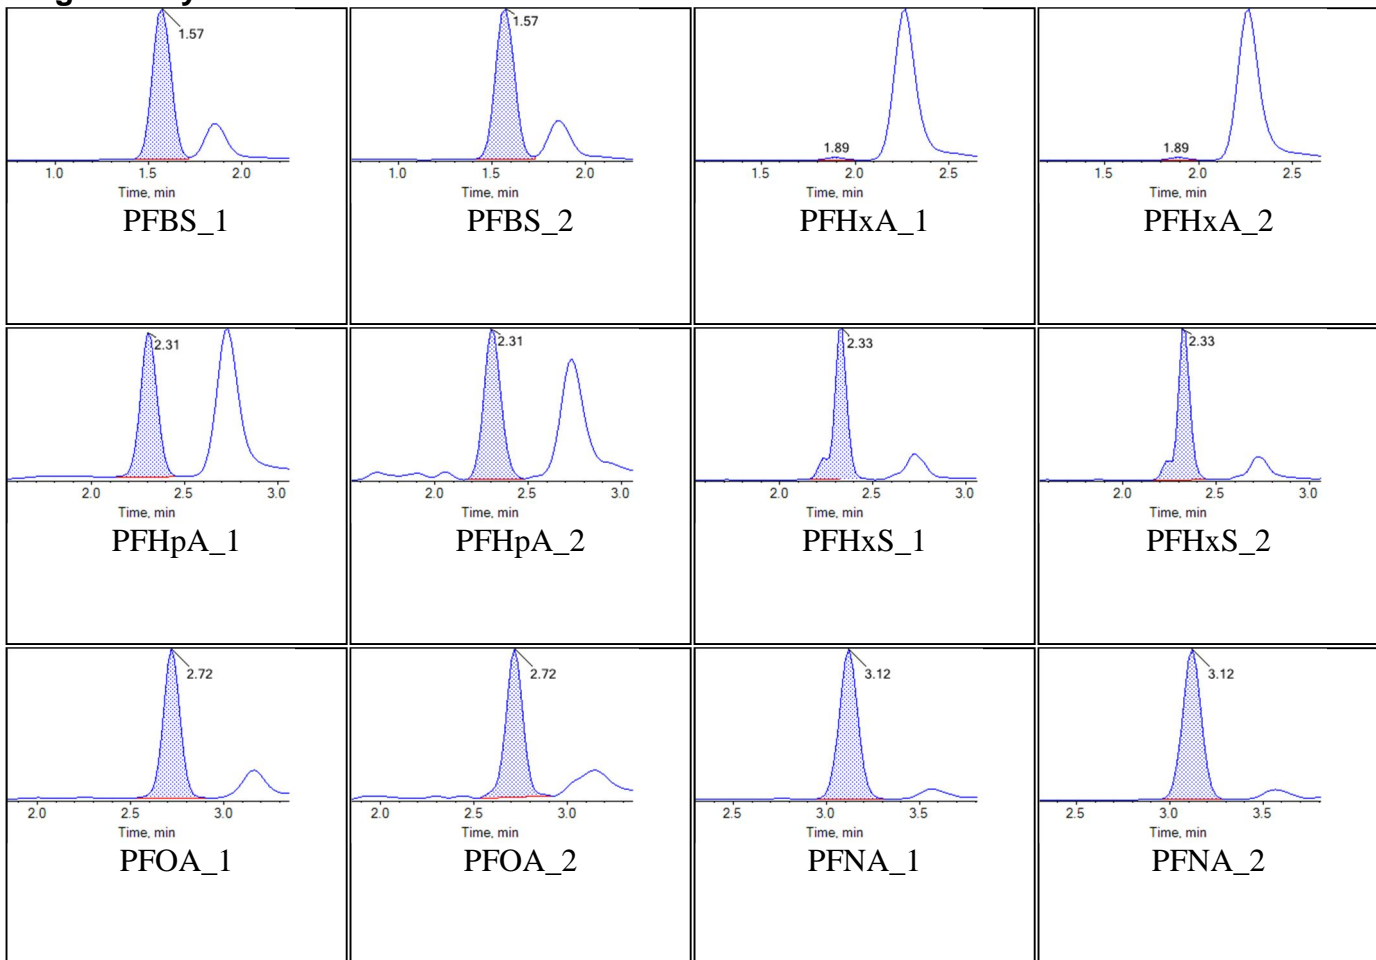 1.57
1.0 1.5 2.0
Time, min
PFBS_1
1.57
1.0 1.5 2.0
Time, min
PFBS_2
1.89
1.5 2.0 2.5
Time, min
PFHxA_1
1.89
1.5 2.0 2.5
Time, min
PFHxA_2
2.31
2.0 2.5 3.0
Time, min
PFHpA_1
2.31
2.0 2.5 3.0
Time, min
PFHpA_2
2.33
2.0 2.5 3.0
Time, min
PFHxS_1
2.33
2.0 2.5 3.0
Time, min
PFHxS_2
2.72
2.0 2.5 3.0
Time, min
PFOA_1
2.72
2.0 2.5 3.0
Time, min
PFOA_2
3.12
2.5 3.0 3.5
Time, min
PFNA_1
3.12
2.5 3.0 3.5
Time, min
PFNA_2